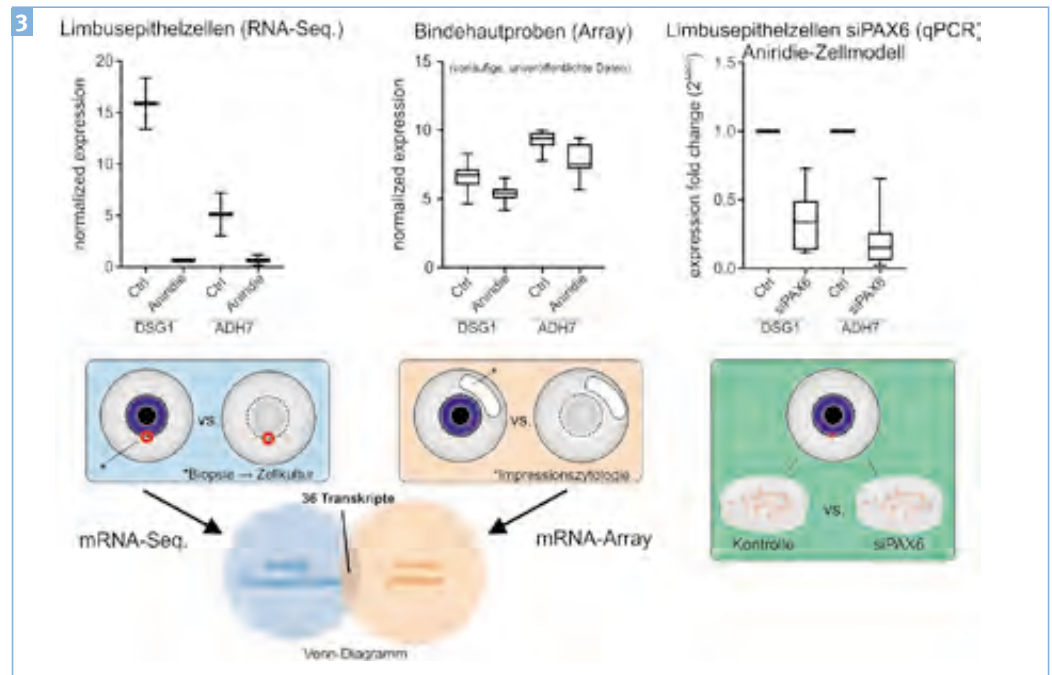 3
Limbusepithelzellen (RNA-Seq.)
20
15
10
5
0
normalized expression
Ctrl
Aniridie
Ctrl
Aniridie
DSG1
ADH7
Bindehautproben (Array)
(vorläufige, unveröffentlichte Daten)
15
10
5
0
normalized expression
Ctrl
Aniridie
Ctrl
Aniridie
DSG1
ADH7
Limbusepithelzellen siPAX6 (qPCR)
Aniridie-Zellmodell
1.5
1.0
0.5
0.0
expression fold change
Ctrl
siPAX6
Ctrl
siPAX6
DSG1
ADH7
vs.
*
*Biopsie → Zellkultur
*
vs.
*Impressionszytologie
vs.
Kontrolle
siPAX6
36 Transkripte
mRNA-Seq.
mRNA-Array
Venn-Diagramm